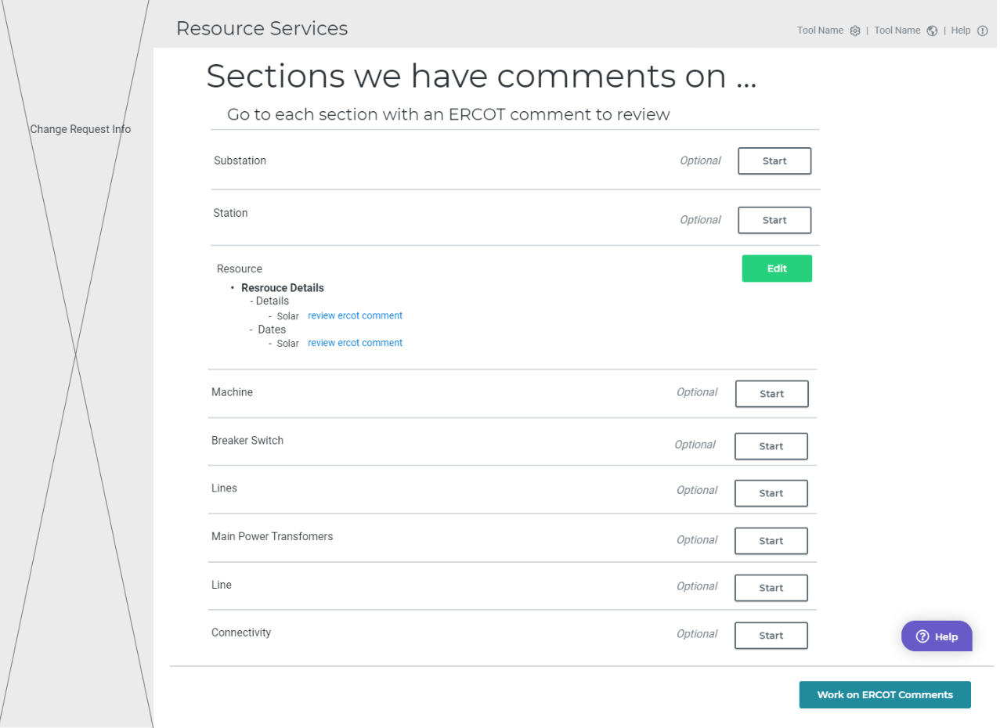 Resource Services
Tool Name | Tool Name | Help
Sections we have comments on ...
Go to each section with an ERCOT comment to review
Change Request Info
Substation Optional Start
Station Optional Start
Resource Edit
• Resrouce Details
- Details
- Solar review ercot comment
- Dates
- Solar review ercot comment
Machine Optional Start
Breaker Switch Optional Start
Lines Optional Start
Main Power Transfomers Optional Start
Line Optional Start
Connectivity Optional Start
Help
Work on ERCOT Comments